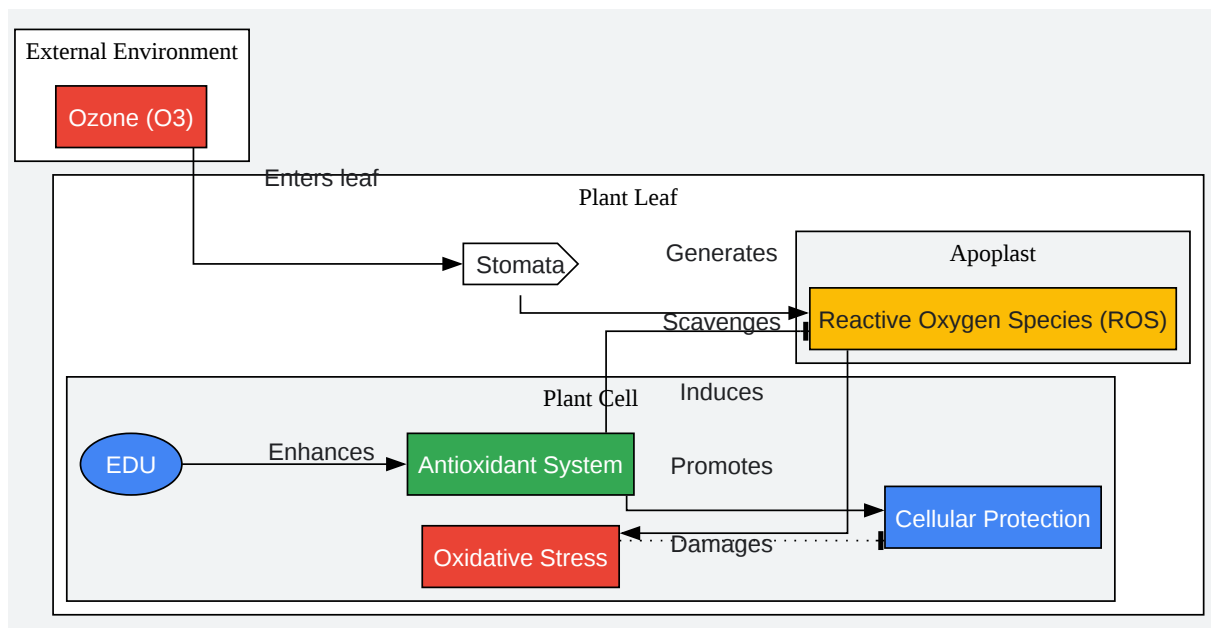 External Environment
Ozone (O3)
Enters leaf
Plant Leaf
Stomata
Generates
Apoplast
Scavenges
Reactive Oxygen Species (ROS)
Plant Cell
Induces
EDU
Enhances
Antioxidant System
Promotes
Cellular Protection
Oxidative Stress
Damages